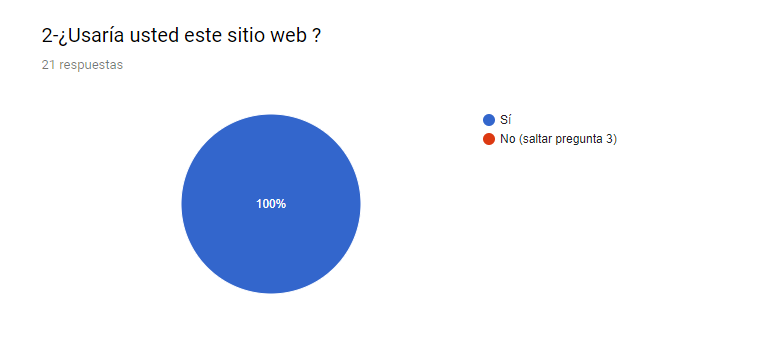 2-¿Usaría usted este sitio web ?
21 respuestas
Sí
No (saltar pregunta 3)
100%